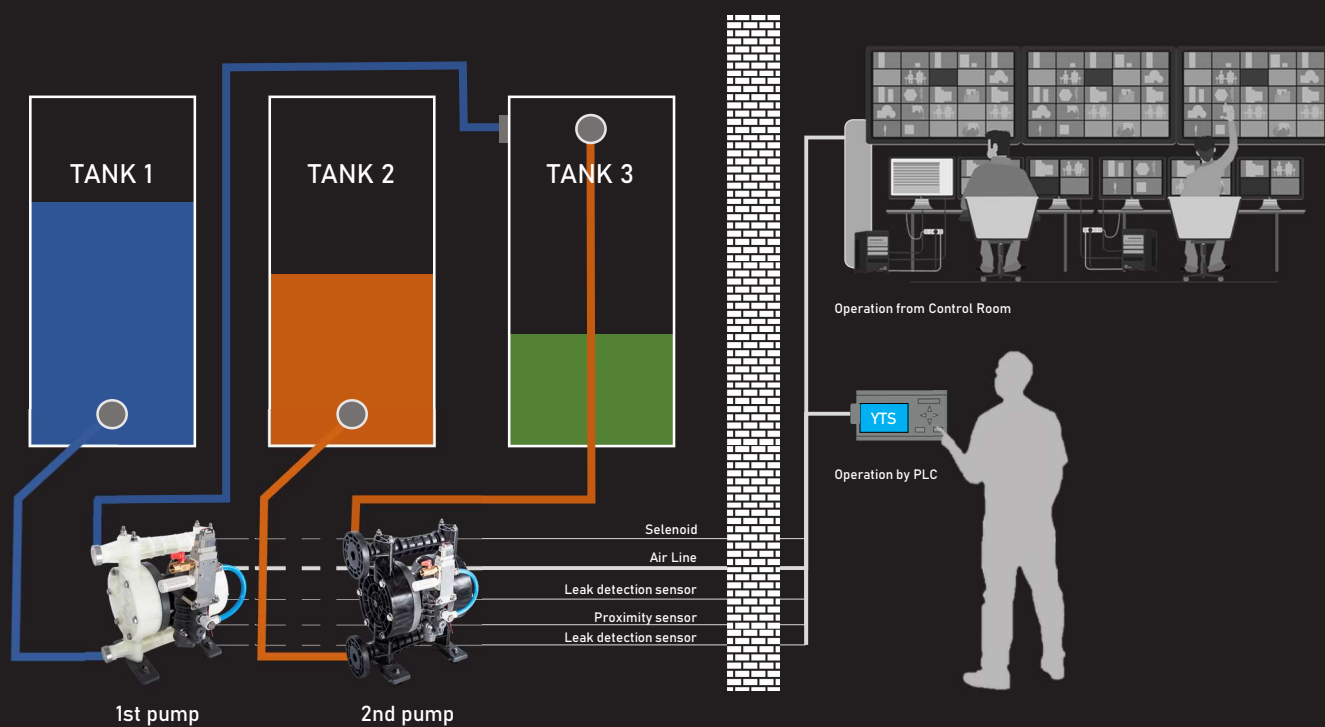 TANK 1
TANK 2
TANK 3
Operation from Control Room
YTS
Operation by PLC
Selenoid
Air Line
Leak detection sensor
Proximity sensor
Leak detection sensor
1st pump
2nd pump